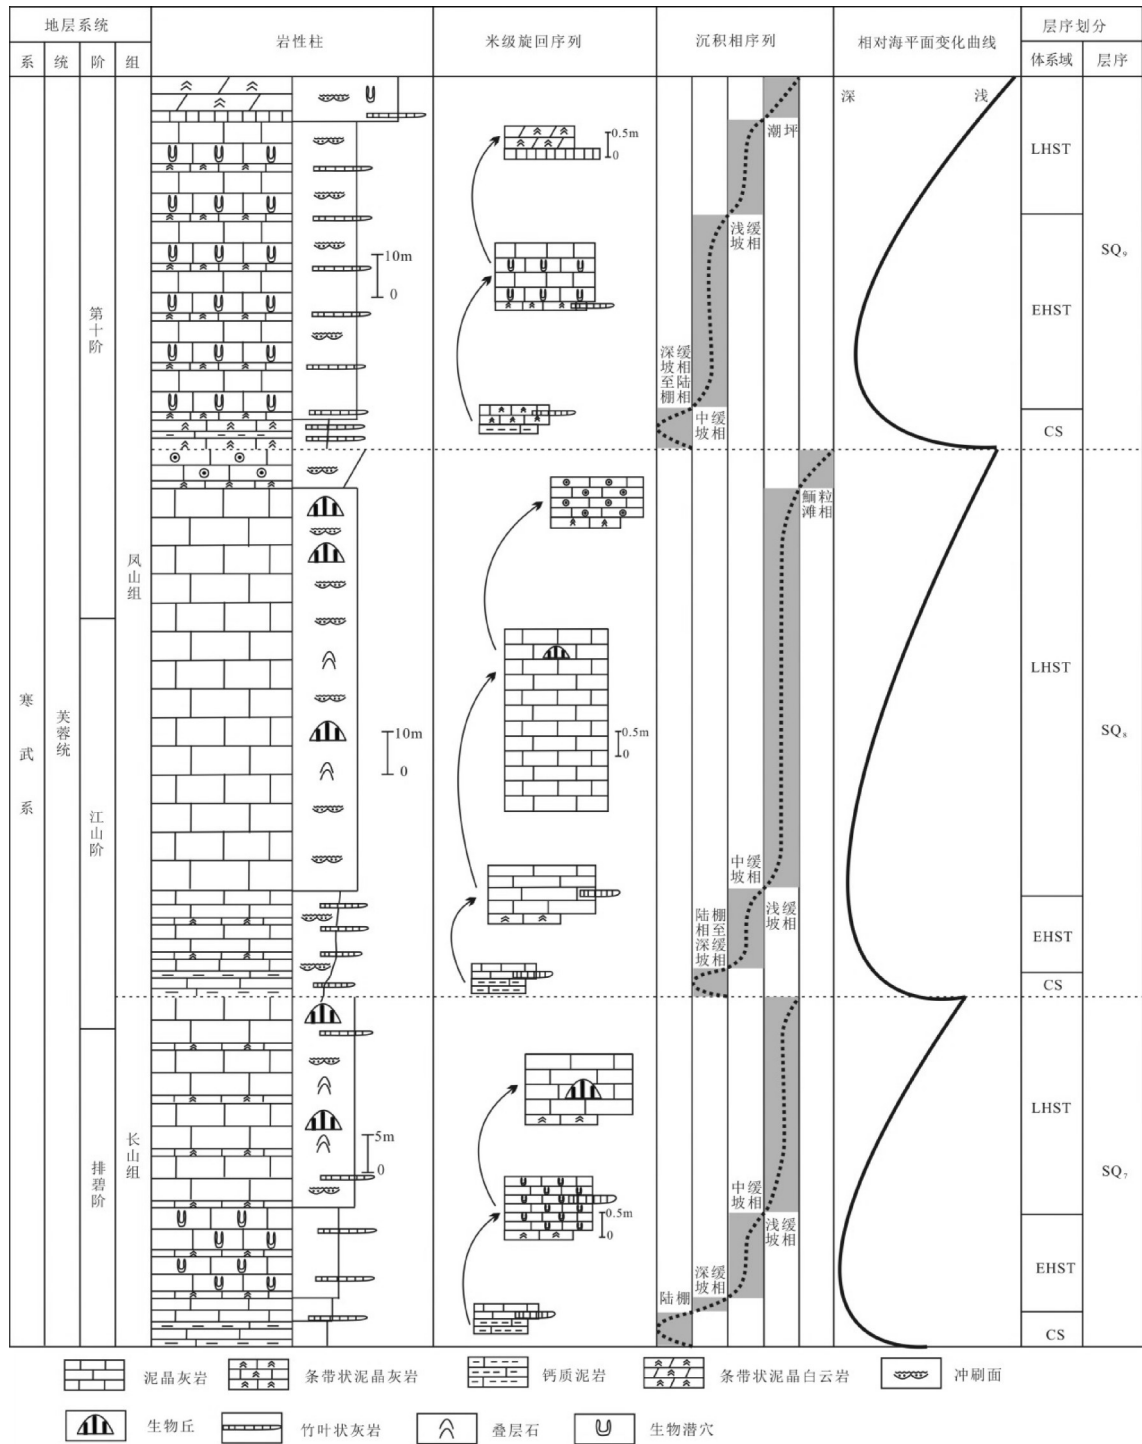 地层系统
岩性柱
米级旋回序列
沉积相序列
相对海平面变化曲线
层序划分
系
统
阶
组
体系域
层序
深
浅
潮坪
0.5m
0
LHST
浅缓坡相
SQ₉
10m
0
EHST
第十阶
深缓坡相至陆棚相
中缓坡相
CS
鲕粒滩相
凤山组
LHST
寒武系
芙蓉统
10m
0
0.5m
0
SQ₈
江山阶
中缓坡相
浅缓坡相
陆棚相至深缓坡相
EHST
CS
LHST
长山组
5m
0
排碧阶
中缓坡相
浅缓坡相
SQ₇
0.5m
0
深缓坡相
陆棚
EHST
CS
泥晶灰岩
条带状泥晶灰岩
钙质泥岩
条带状泥晶白云岩
冲刷面
生物丘
竹叶状灰岩
叠层石
生物潜穴